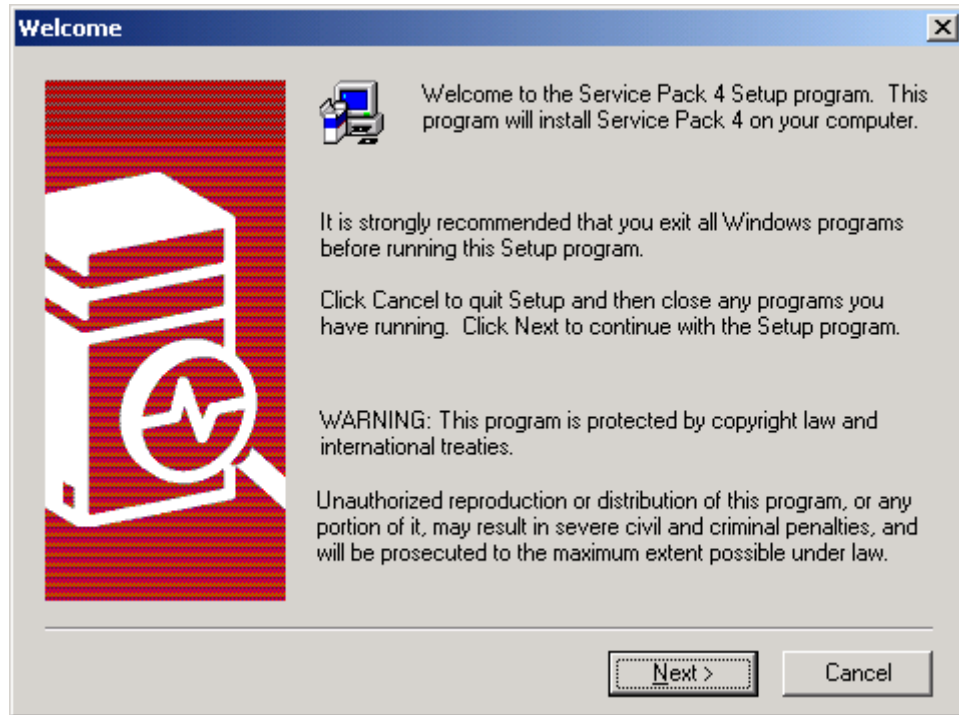 Welcome
Welcome to the Service Pack 4 Setup program.  This
program will install Service Pack 4 on your computer.
It is strongly recommended that you exit all Windows programs
before running this Setup program.
Click Cancel to quit Setup and then close any programs you
have running.  Click Next to continue with the Setup program.
WARNING: This program is protected by copyright law and
international treaties.
Unauthorized reproduction or distribution of this program, or any
portion of it, may result in severe civil and criminal penalties, and
will be prosecuted to the maximum extent possible under law.
Next >
Cancel